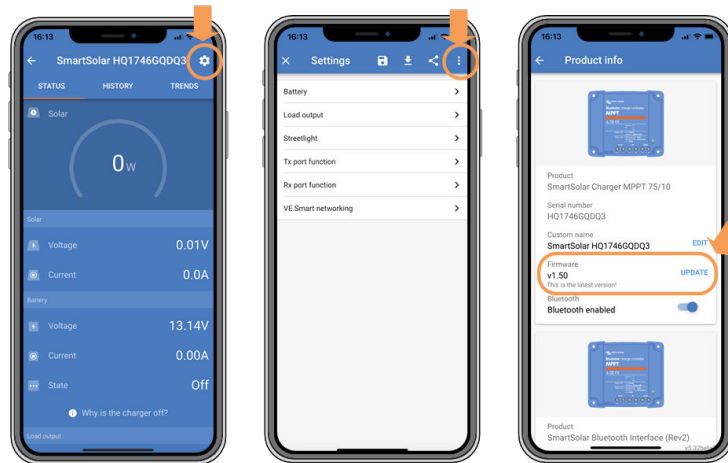 16:13
SmartSolar HQ1746GQDQ3
STATUS HISTORY TRENDS
Solar
0w
Solar
Voltage 0.01V
Current 0.0A
Battery
Voltage 13.14V
Current 0.00A
State Off
Why is the charger off?
Load output
16:13
Settings
Battery
Load output
Streetlight
Tx port function
Rx port function
VE.Smart networking
16:13
Product info
MPPT
Product
SmartSolar Charger MPPT 75/10
Serial number
HQ1746GQDQ3
Custom name
SmartSolar HQ1746GQDQ3 EDIT
Firmware
v1.50 UPDATE
This is the latest version!
Bluetooth
Bluetooth enabled
MPPT
Product
SmartSolar Bluetooth Interface (Rev2)